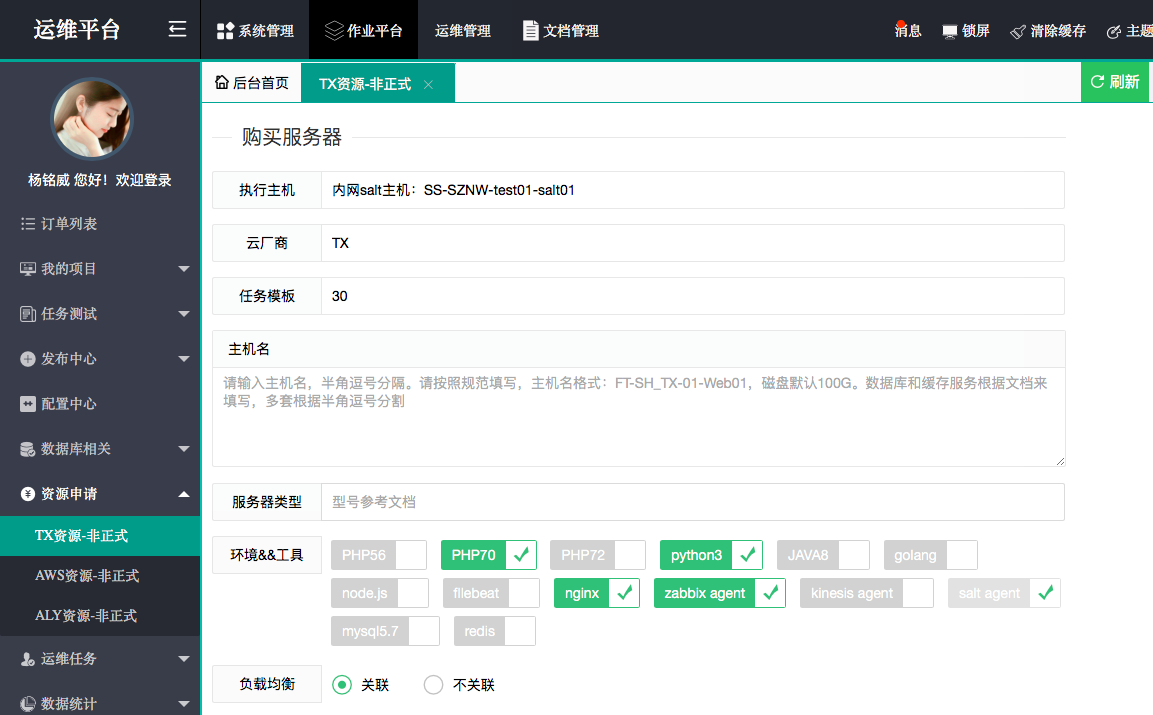 运维平台
系统管理
作业平台
运维管理
文档管理
消息
锁屏
清除缓存
主题
后台首页
TX资源-非正式
刷新
杨铭威 您好！欢迎登录
订单列表
我的项目
任务测试
发布中心
配置中心
数据库相关
资源申请
TX资源-非正式
AWS资源-非正式
ALY资源-非正式
运维任务
数据统计
购买服务器
执行主机 内网salt主机：SS-SZNW-test01-salt01
云厂商 TX
任务模板 30
主机名
请输入主机名，半角逗号分隔。请按照规范填写，主机名格式：FT-SH_TX-01-Web01，磁盘默认100G。数据库和缓存服务根据文档来
填写，多套根据半角逗号分割
服务器类型 型号参考文档
环境&&工具 PHP56 PHP70 PHP72 python3 JAVA8 golang
node.js filebeat nginx zabbix agent kinesis agent salt agent
mysql5.7 redis
负载均衡 关联 不关联